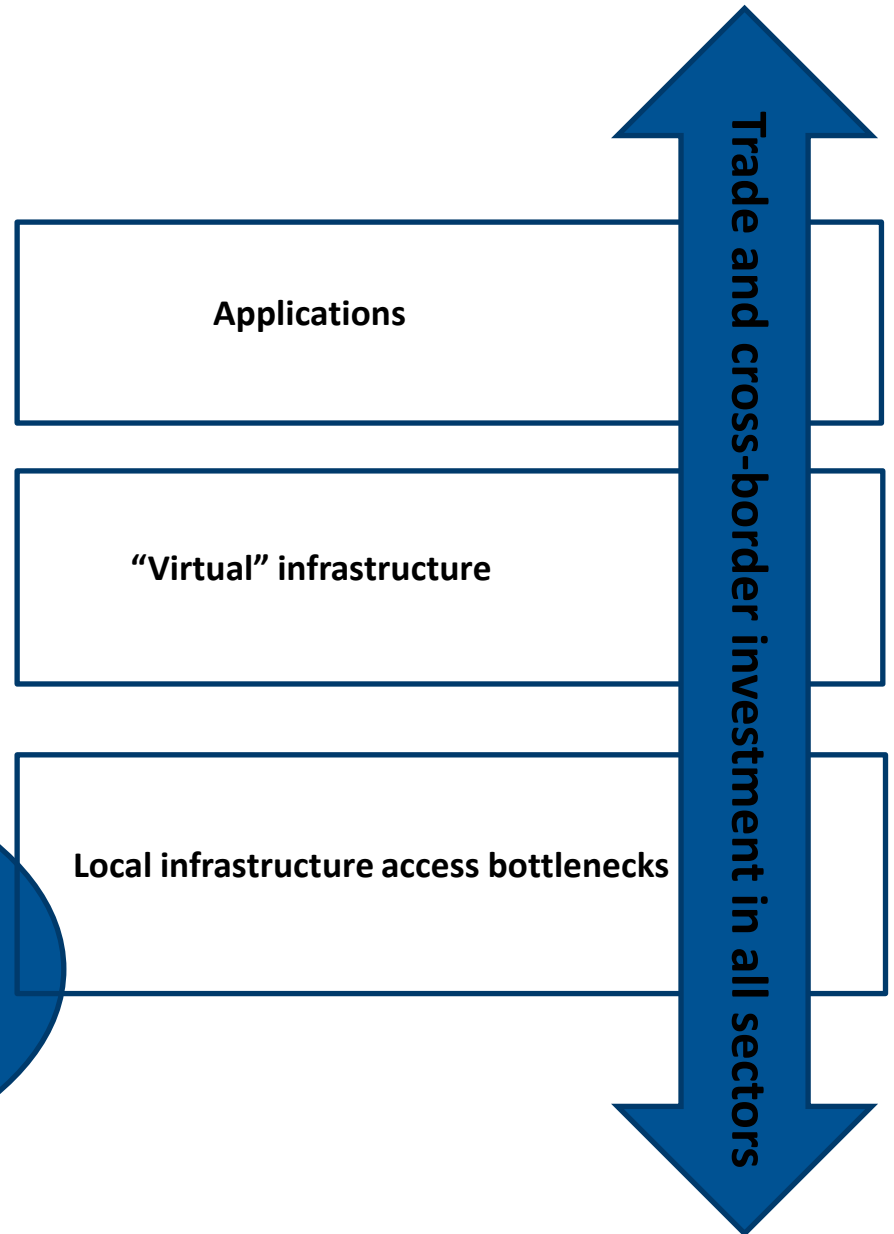 Applications
“Virtual” infrastructure
Local infrastructure access bottlenecks
Trade and cross-border investment in all sectors